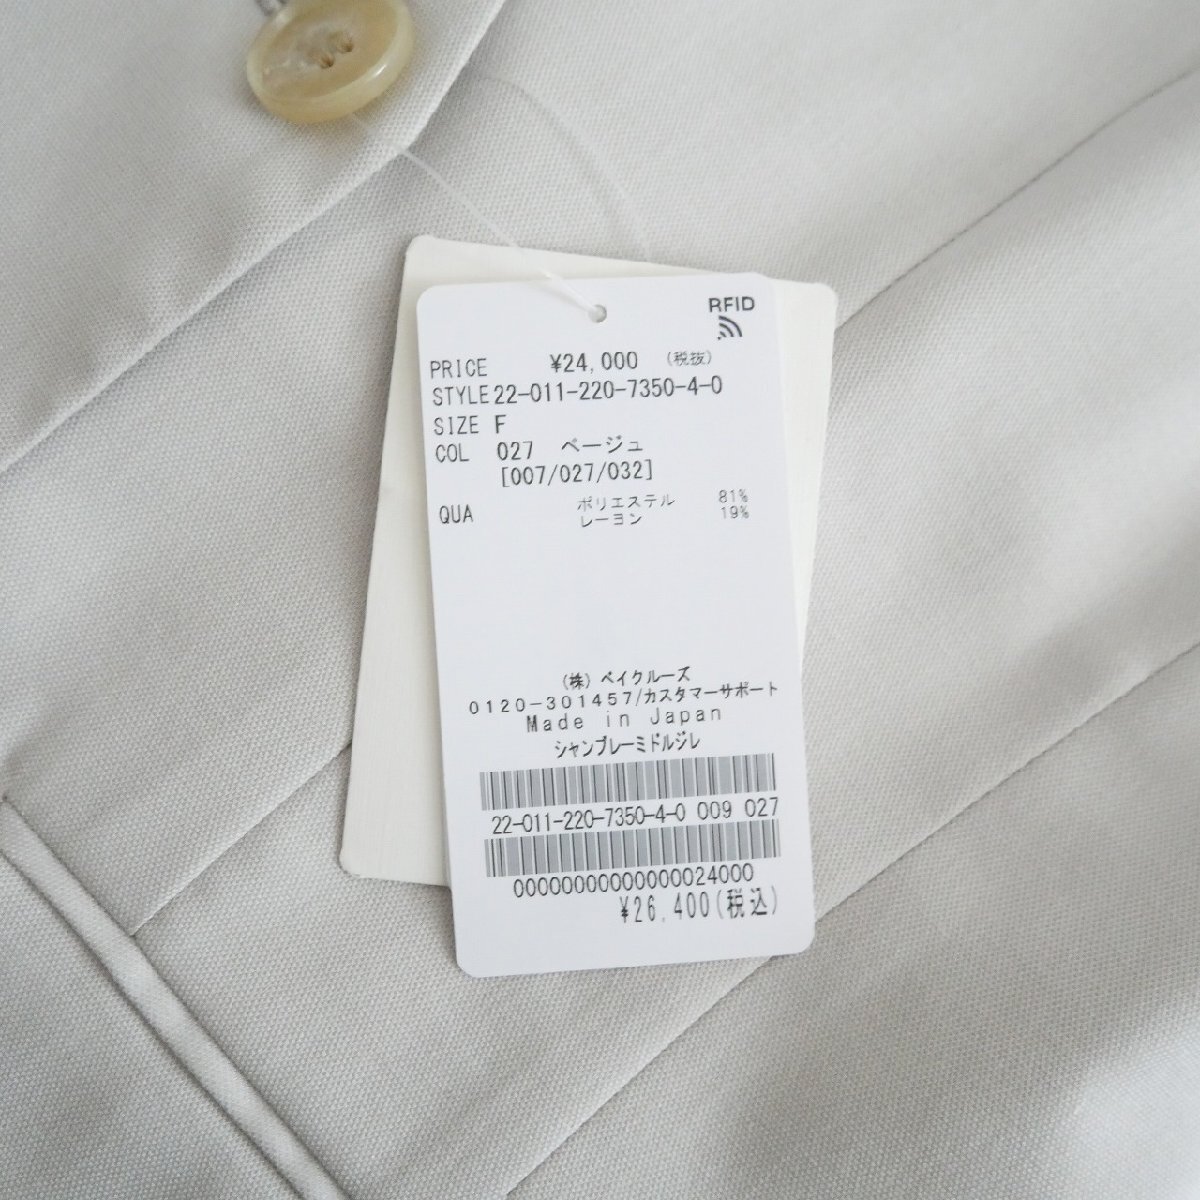 RFID
PRICE ¥24,000 (税抜)
STYLE 22-011-220-7350-4-0
SIZE F
COL 027 ベージュ
[007/027/032]
QUA ポリエステル 81%
レーヨン 19%
(株)ベイクルーズ
0120-301457/カスタマーサポート
Made in Japan
シャンブレーミドルジレ
22-011-220-7350-4-0 009 027
00000000000000024000
¥26,400(税込)